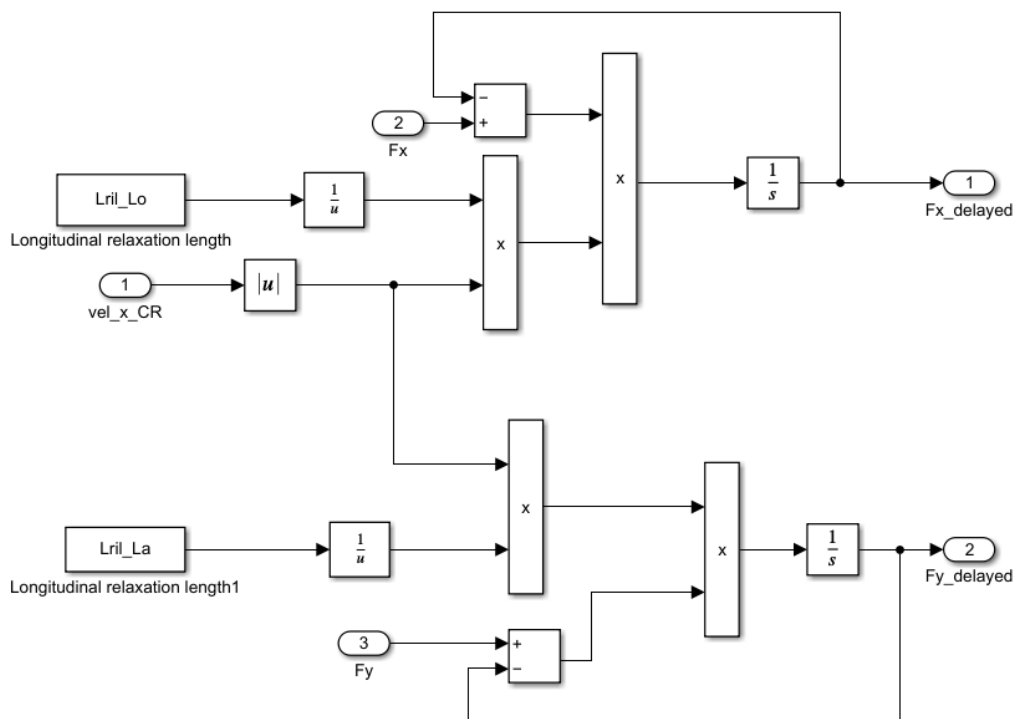 −
+
2
Fx
x
1
s
1
Fx_delayed
Lril_Lo
1
u
Longitudinal relaxation length
x
1
|u|
vel_x_CR
x
x
Lril_La
1
u
1
s
2
Fy_delayed
Longitudinal relaxation length1
3
Fy
+
−